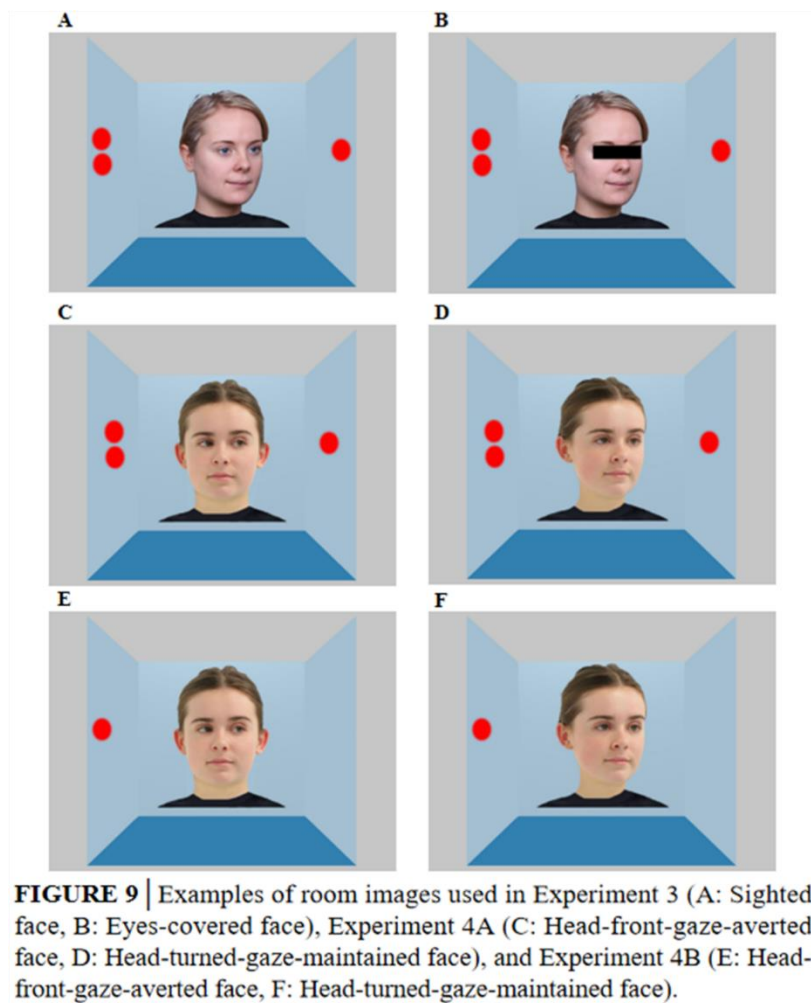 A
B
C
D
E
F
FIGURE 9 | Examples of room images used in Experiment 3 (A: Sighted
face, B: Eyes-covered face), Experiment 4A (C: Head-front-gaze-averted
face, D: Head-turned-gaze-maintained face), and Experiment 4B (E: Head-
front-gaze-averted face, F: Head-turned-gaze-maintained face).